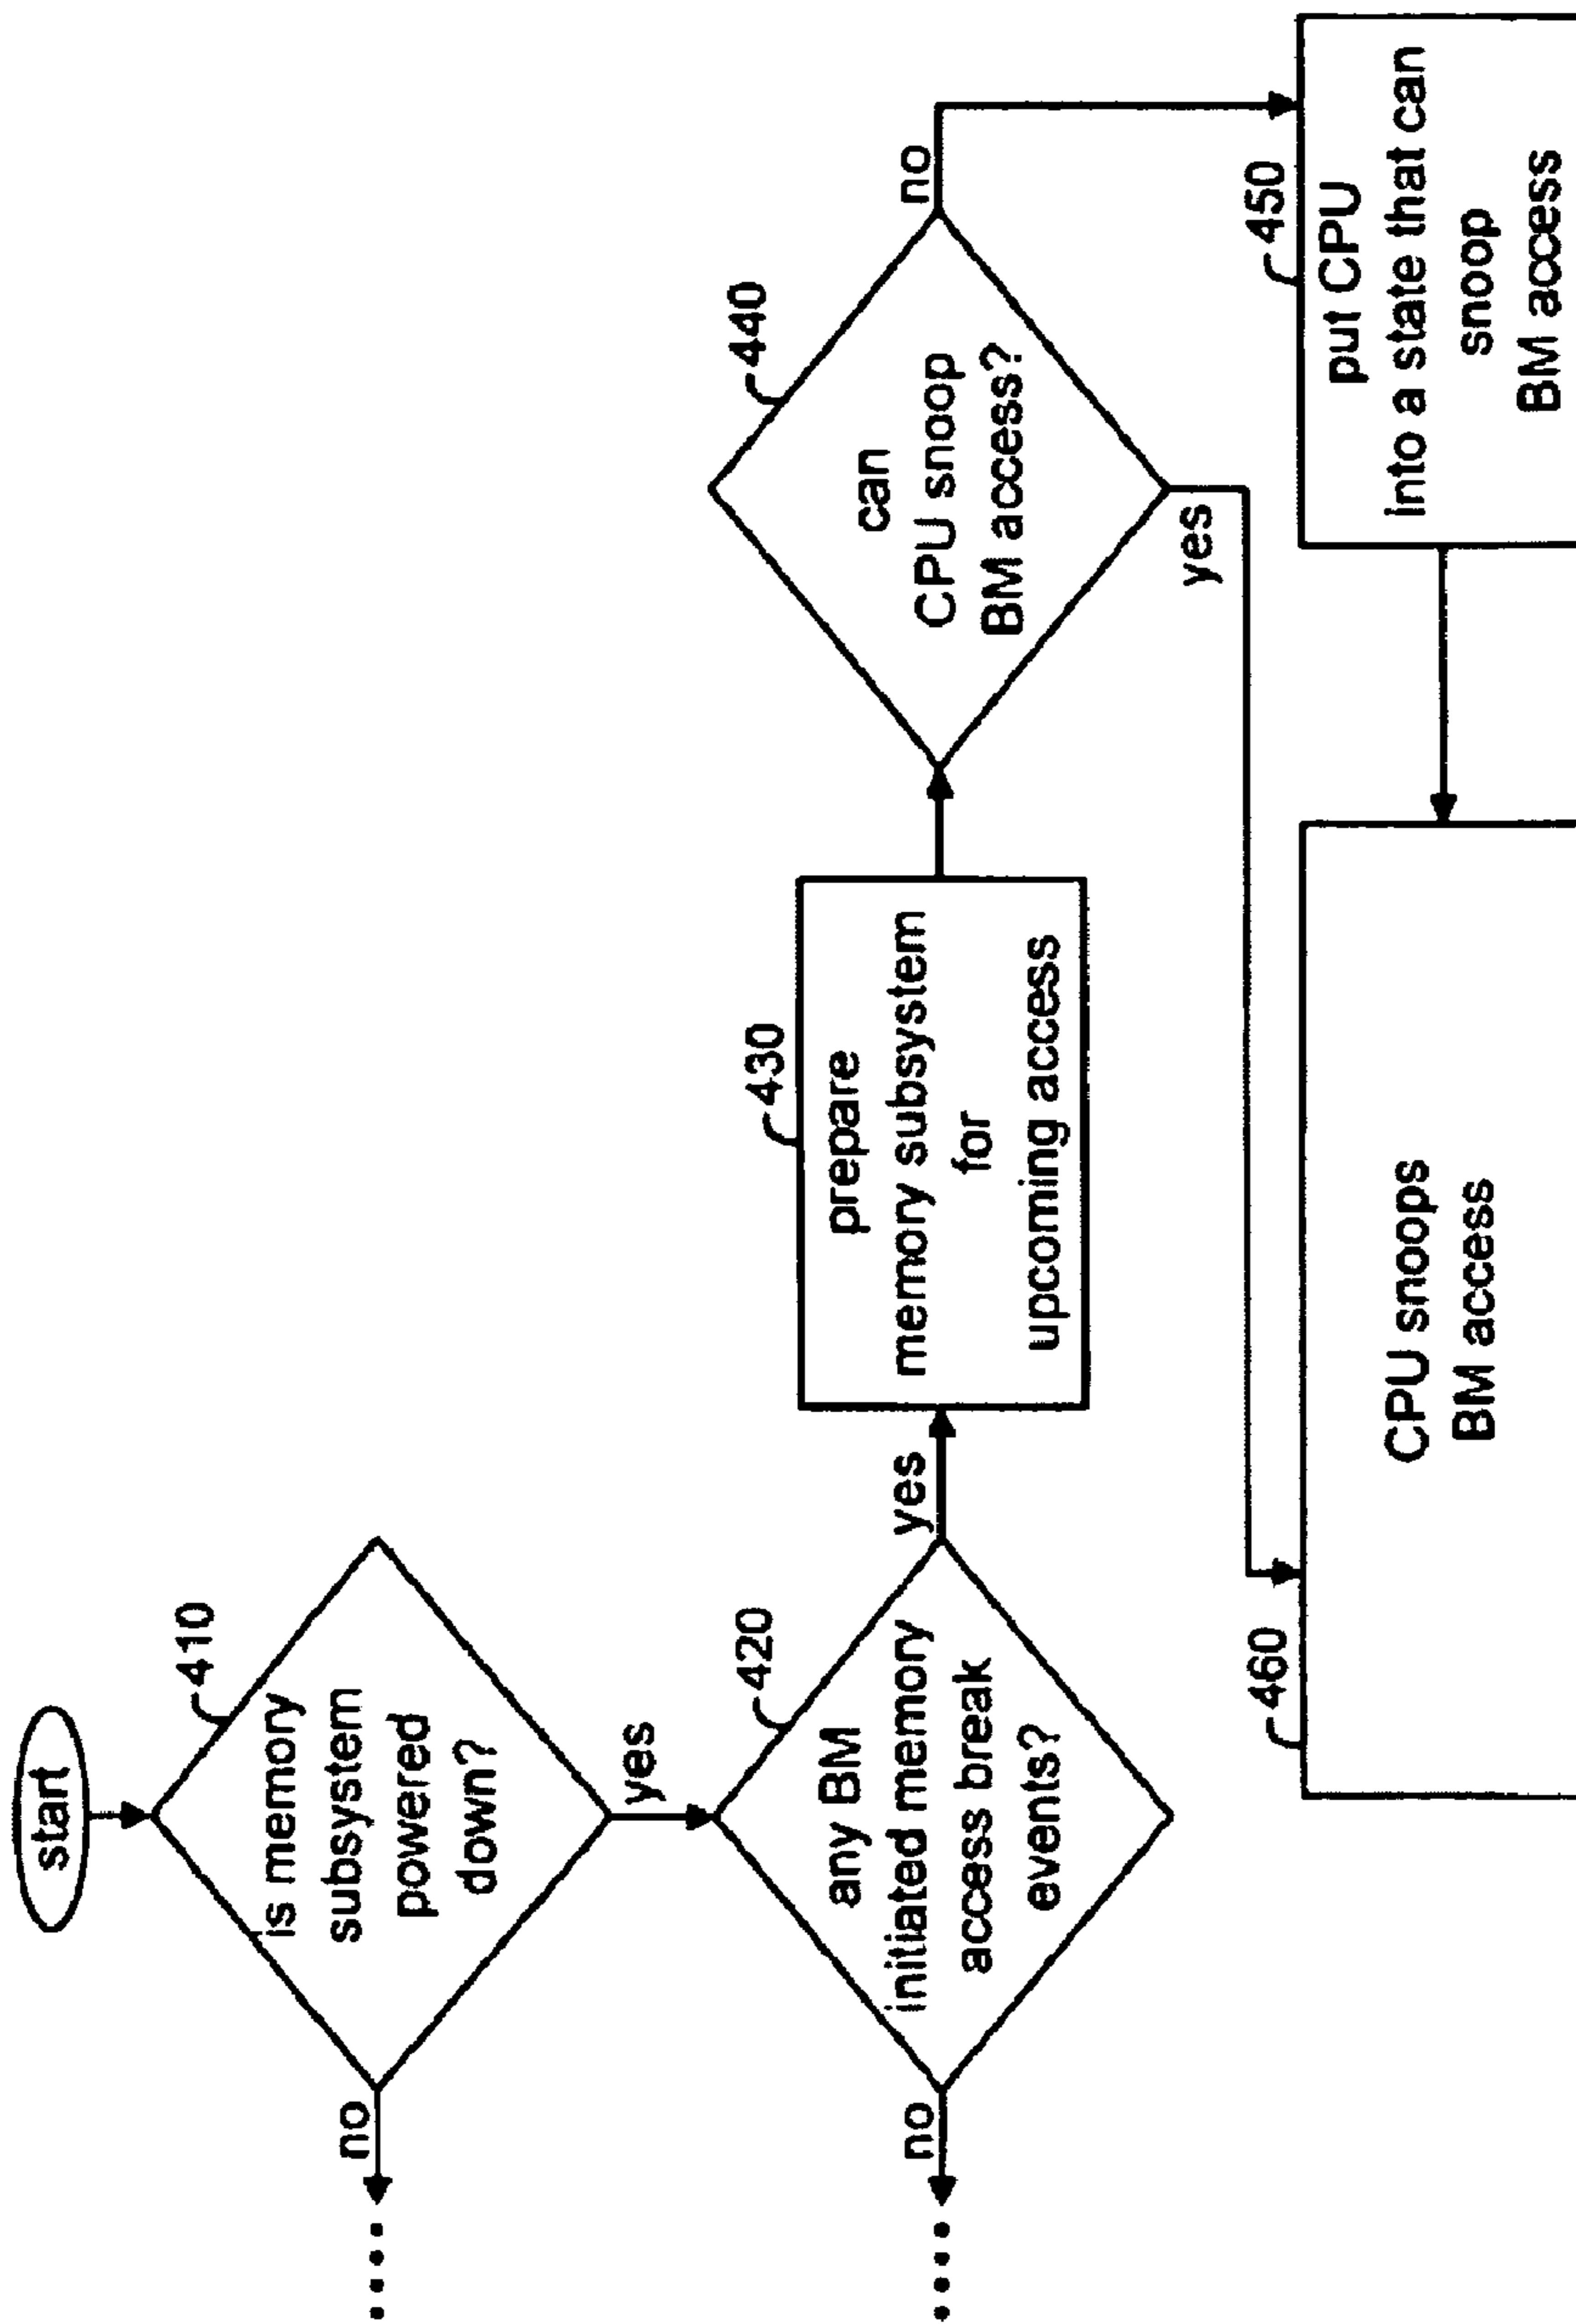 start
410
is memory
subsystem
powered
down?
no
yes
420
any BM
initiated memory
access break
events?
no
yes
430
prepare
memory subsystem
for
upcoming access
440
can
CPU snoop
BM access?
no
yes
450
put CPU
into a state that can
snoop
BM access
460
CPU snoops
BM access